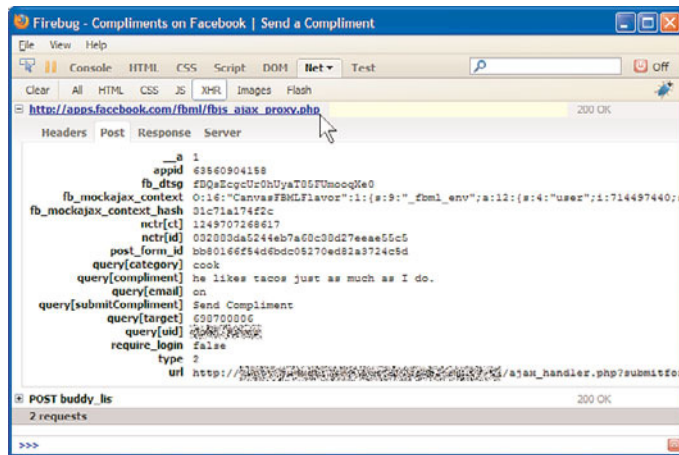 Firebug - Compliments on Facebook | Send a Compliment
File View Help
Console HTML CSS Script DOM Net Test Off
Clear All HTML CSS JS XHR Images Flash
http://apps.facebook.com/fbml/fbjs_ajax_proxy.php 200 OK
Headers Post Response Server
__a 1
appid 63560904158
fb_dtsg
fb_mockajax_context O:16:"CanvasFBMLFlavor":1:{s:9:"_fbml_env";a:12:{s:4:"user";i:714497440;
fb_mockajax_context_hash 31c71a174f2c
nctr[ct] 1249707268617
nctr[id]
post_form_id bb80166f54d6bdc05270ed82a3724c5d
query[category] cook
query[compliment] he likes tacos just as much as I do.
query[email] on
query[submitCompliment] Send Compliment
query[target] 698700806
query[uid]
require_login false
type 2
url http:// /ajax_handler.php?submitfo
POST buddy_lis 200 OK
2 requests
>>>